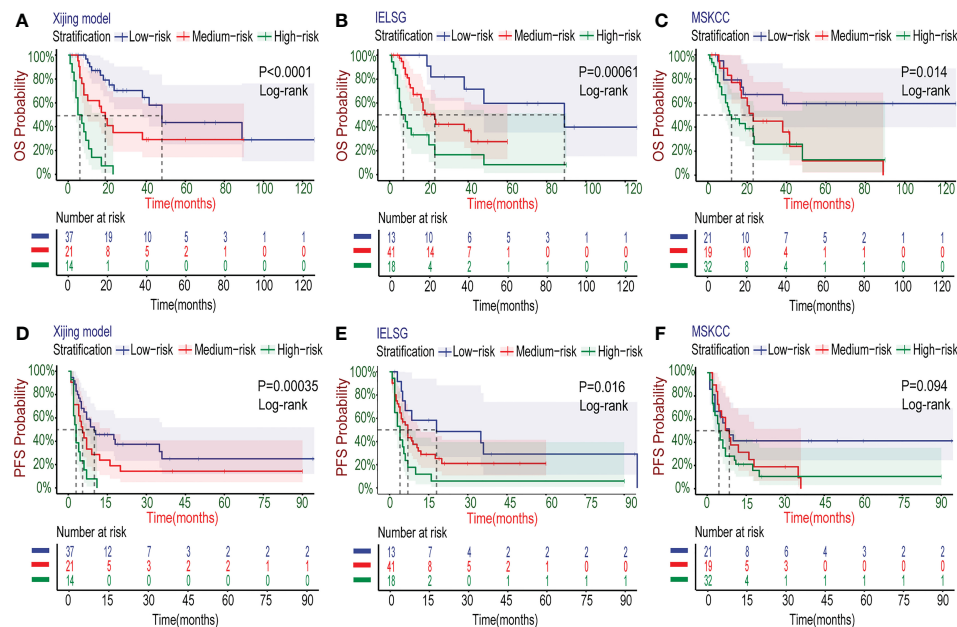 A Xijing model
Stratification Low-risk Medium-risk High-risk
100%
80%
60%
40%
20%
0%
OS Probability
P<0.0001
Log-rank
0 20 40 60 80 100 120
Time(months)
Number at risk
37 19 10 5 3 1 1
21 8 5 2 1 0 0
14 1 0 0 0 0 0
0 20 40 60 80 100 120
Time(months)
B IELSG
Stratification Low-risk Medium-risk High-risk
100%
80%
60%
40%
20%
0%
OS Probability
P=0.00061
Log-rank
0 20 40 60 80 100 120
Time(months)
Number at risk
13 10 6 5 3 1 1
41 14 7 1 0 0 0
18 4 2 1 1 0 0
0 20 40 60 80 100 120
Time(months)
C MSKCC
Stratification Low-risk Medium-risk High-risk
100%
80%
60%
40%
20%
0%
OS Probability
P=0.014
Log-rank
0 20 40 60 80 100 120
Time(months)
Number at risk
21 10 7 5 2 1 1
19 10 4 1 1 0 0
32 8 4 1 1 0 0
0 20 40 60 80 100 120
Time(months)
D Xijing model
Stratification Low-risk Medium-risk High-risk
100%
80%
60%
40%
20%
0%
PFS Probability
P=0.00035
Log-rank
0 15 30 45 60 75 90
Time(months)
Number at risk
37 12 7 3 2 2 2
21 5 3 2 2 1 1
14 0 0 0 0 0 0
0 15 30 45 60 75 90
Time(months)
E IELSG
Stratification Low-risk Medium-risk High-risk
100%
80%
60%
40%
20%
0%
PFS Probability
P=0.016
Log-rank
0 15 30 45 60 75 90
Time(months)
Number at risk
13 7 4 2 2 2 2
41 8 5 2 1 0 0
18 2 0 1 1 1 1
0 15 30 45 60 75 90
Time(months)
F MSKCC
Stratification Low-risk Medium-risk High-risk
100%
80%
60%
40%
20%
0%
PFS Probability
P=0.094
Log-rank
0 15 30 45 60 75 90
Time(months)
Number at risk
21 8 6 4 3 2 2
19 5 3 0 0 0 0
32 4 1 1 1 1 1
0 15 30 45 60 75 90
Time(months)